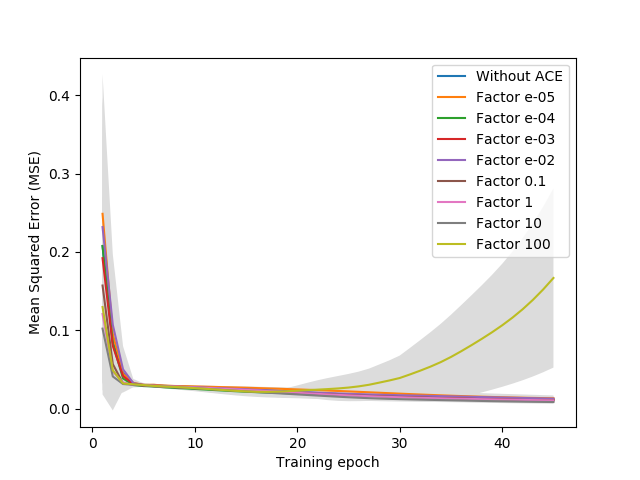 Mean Squared Error (MSE)
0.4
0.3
0.2
0.1
0.0
Without ACE
Factor e-05
Factor e-04
Factor e-03
Factor e-02
Factor 0.1
Factor 1
Factor 10
Factor 100
0 10 20 30 40
Training epoch